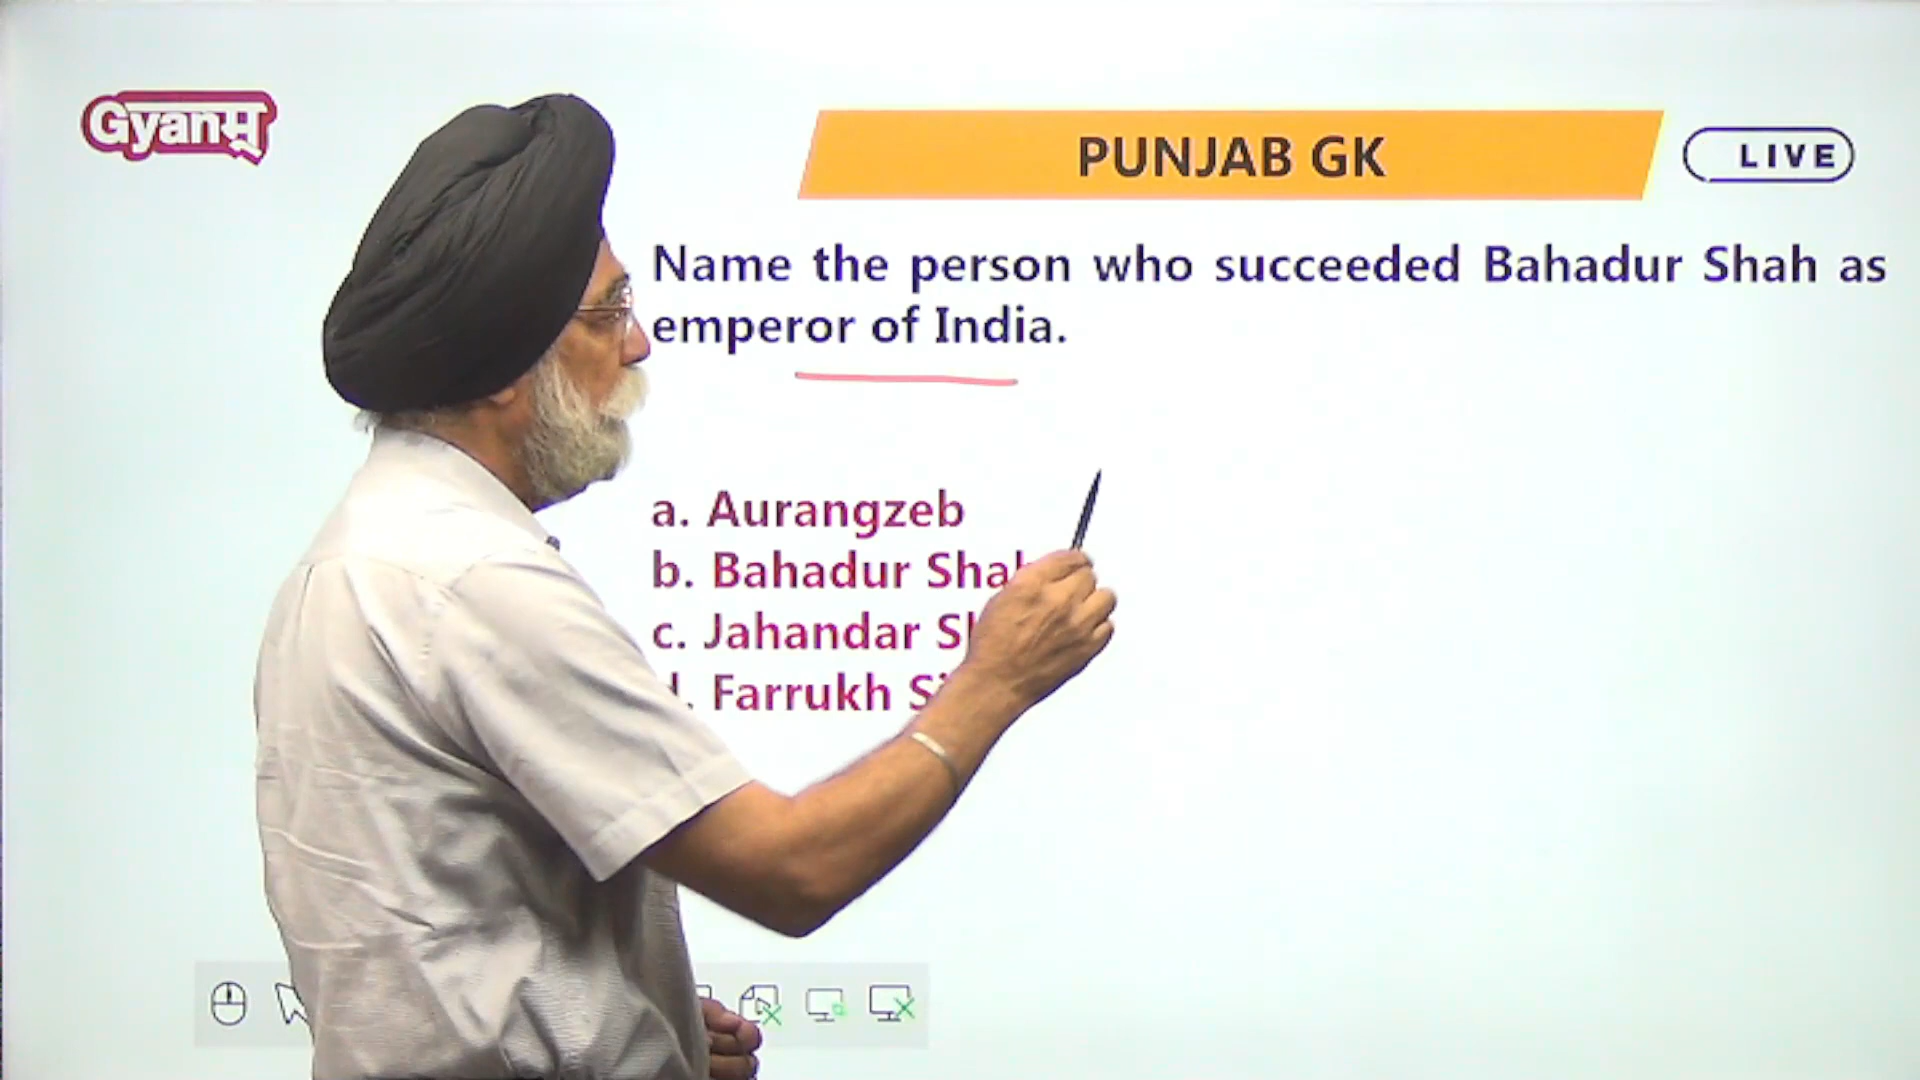 Gyanम्
PUNJAB GK
LIVE
Name the person who succeeded Bahadur Shah as
emperor of India.
a. Aurangzeb
b. Bahadur
c. Jahandar
Farrukh